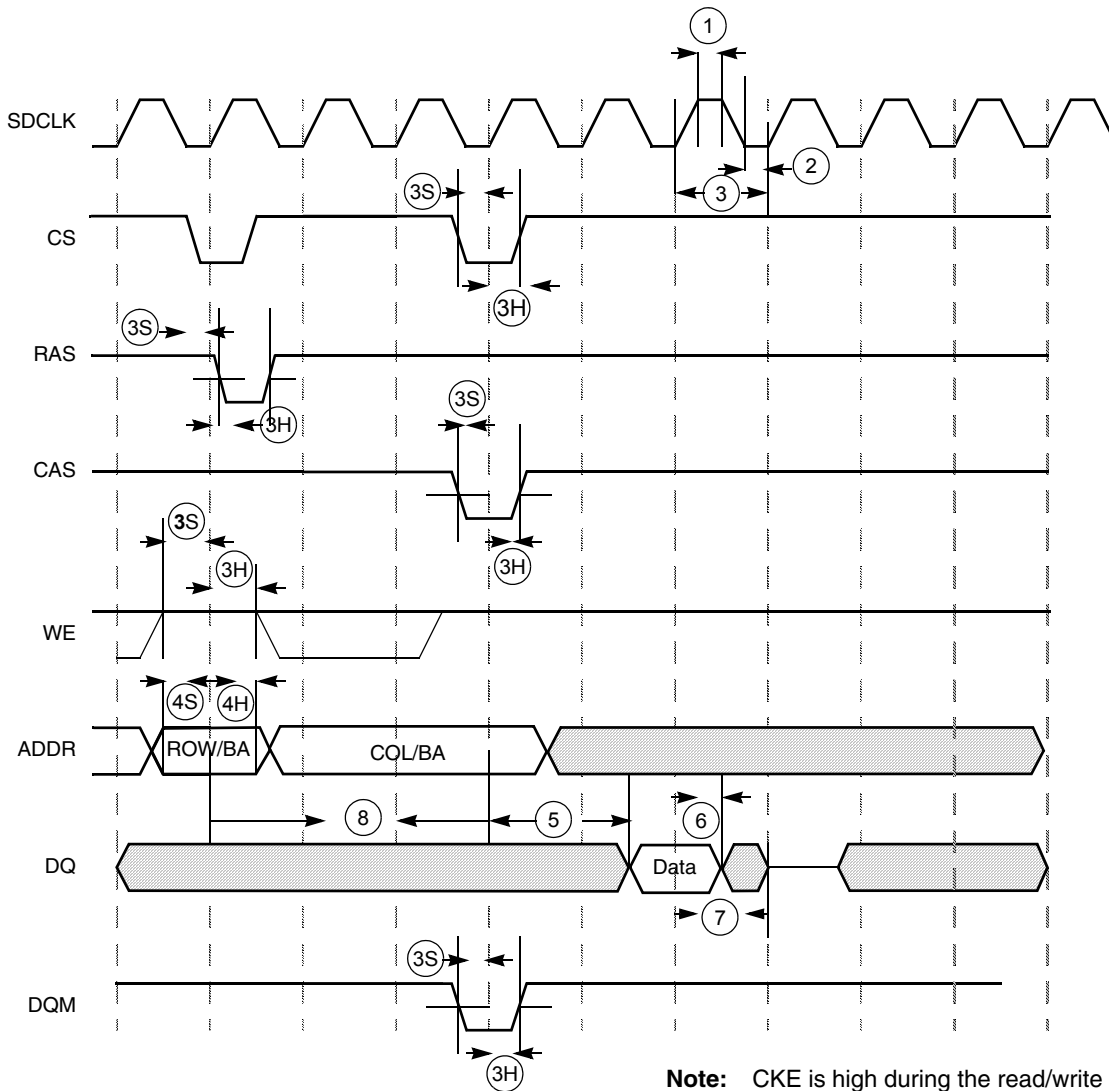 1
SDCLK
2
3S
3
CS
3H
3S
RAS
3S
3H
CAS
3S
3H
3H
WE
4S
4H
ADDR
ROW/BA
COL/BA
8
5
6
DQ
Data
7
3S
DQM
3H
Note: CKE is high during the read/write